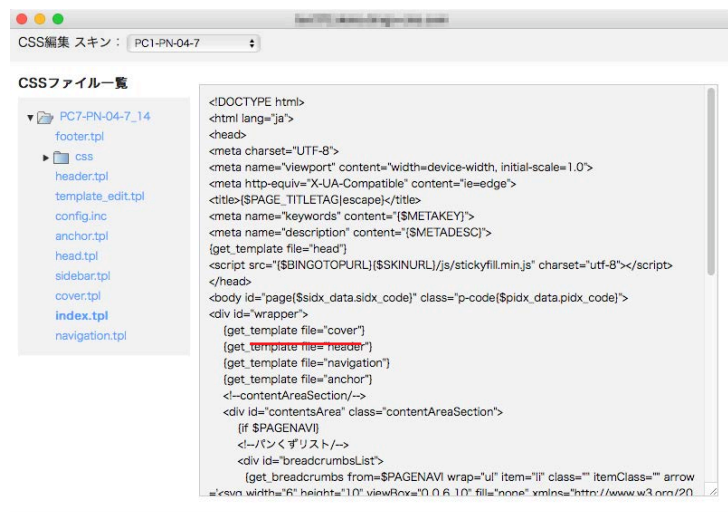 CSS編集 スキン： PC1-PN-04-7
CSSファイル一覧
PC7-PN-04-7_14
footer.tpl
css
header.tpl
template_edit.tpl
config.inc
anchor.tpl
head.tpl
sidebar.tpl
cover.tpl
index.tpl
navigation.tpl
<!DOCTYPE html>
<html lang="ja">
<head>
<meta charset="UTF-8">
<meta name="viewport" content="width=device-width, initial-scale=1.0">
<meta http-equiv="X-UA-Compatible" content="ie=edge">
<title>{$PAGE_TITLETAG|escape}</title>
<meta name="keywords" content="{$METAKEY}">
<meta name="description" content="{$METADESC}">
{get_template file="head"}
<script src="{$BINGOTOPURL}{$SKINURL}/js/stickyfill.min.js" charset="utf-8"></script>
</head>
<body id="page{$sidx_data.sidx_code}" class="p-code{$pidx_data.pidx_code}">
<div id="wrapper">
{get_template file="cover"}
{get_template file="header"}
{get_template file="navigation"}
{get_template file="anchor"}
<!--contentAreaSection/-->
<div id="contentsArea" class="contentAreaSection">
{if $PAGENAVI}
<!--パンくずリスト/-->
<div id="breadcrumbsList">
{get_breadcrumbs from=$PAGENAVI wrap="ul" item="li" class="" itemClass="" arrow
='<svg width="6" height="10" viewBox="0 0 6 10" fill="none" xmlns="http://www.w3.org/20